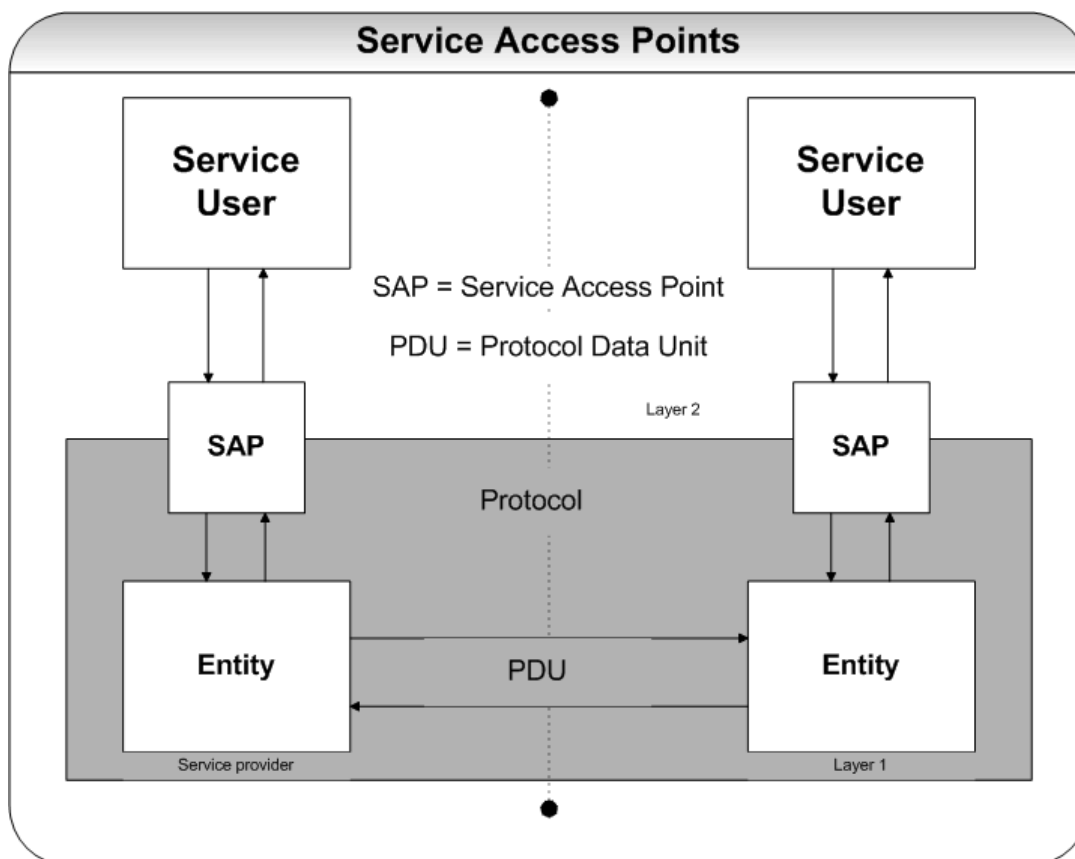 Service Access Points
Service
User
Service
User
SAP = Service Access Point
PDU = Protocol Data Unit
Layer 2
SAP
SAP
Protocol
Entity
PDU
Entity
Service provider
Layer 1